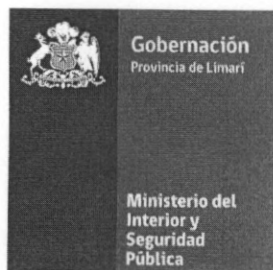 Gobernación
Provincia de Limarí
Ministerio del
Interior y
Seguridad
Pública